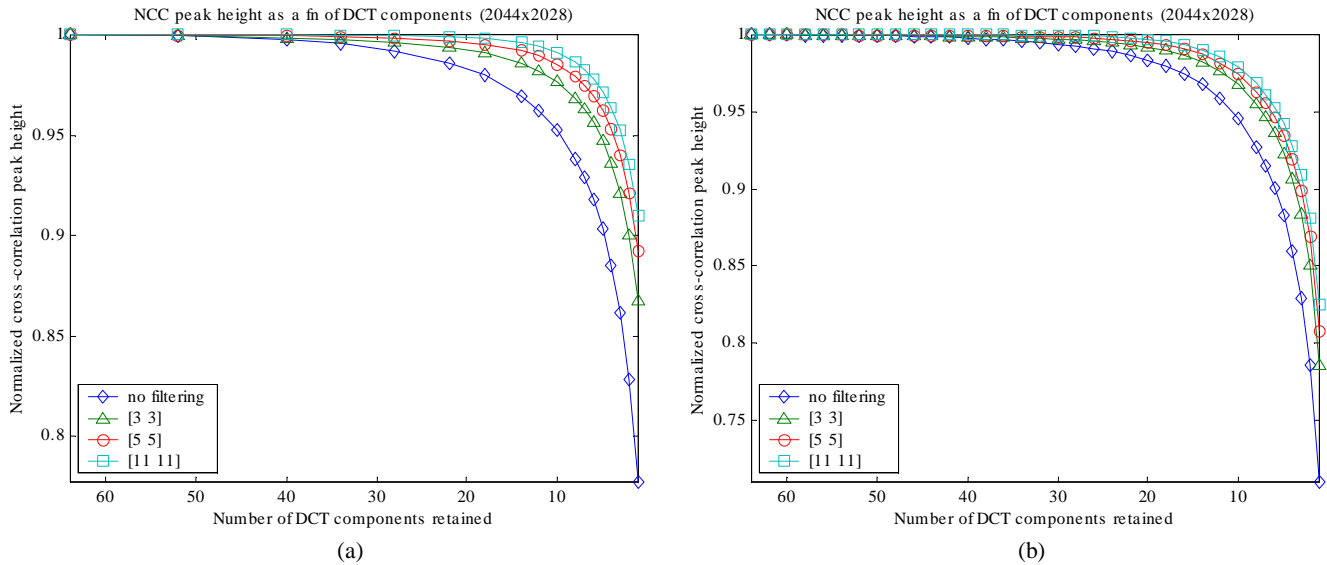 NCC peak height as a fn of DCT components (2044x2028)
1
0.95
0.9
0.85
0.8
Normalized cross-correlation peak height
no filtering
[3 3]
[5 5]
[11 11]
60 50 40 30 20 10
Number of DCT components retained
(a)
NCC peak height as a fn of DCT components (2044x2028)
1
0.95
0.9
0.85
0.8
0.75
Normalized cross-correlation peak height
no filtering
[3 3]
[5 5]
[11 11]
60 50 40 30 20 10
Number of DCT components retained
(b)